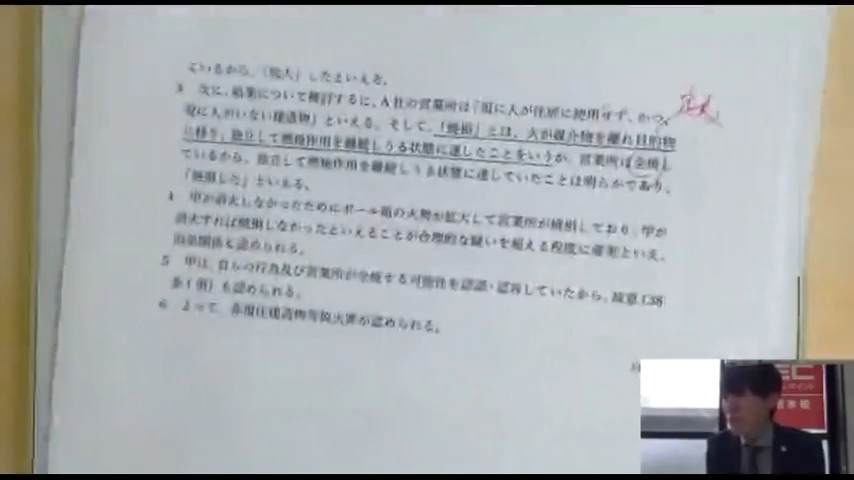 ているから、「放火」したといえる。
3 次に、結果について検討するに、A社の営業所は「現に人が住居に使用せず、かつ、
現に人がいない建造物」といえる。そして、「焼損」とは、火が媒介物を離れ目的物
に移り、独立して燃焼作用を継続しうる状態に達したことをいうが、営業所は全焼し
ているから、独立して燃焼作用を継続しうる状態に達していたことは明らかであり、
「焼損した」といえる。
4 甲が消火しなかったためにボール箱の火勢が拡大して営業所が焼損しており、甲が
消火すれば焼損しなかったといえることが合理的な疑いを超える程度に確実といえ、
因果関係も認められる。
5 甲は、自らの行為及び営業所が全焼する可能性を認識・認容していたから、故意(38
条1項)も認められる。
6 よって、非現住建造物等放火罪が認められる。